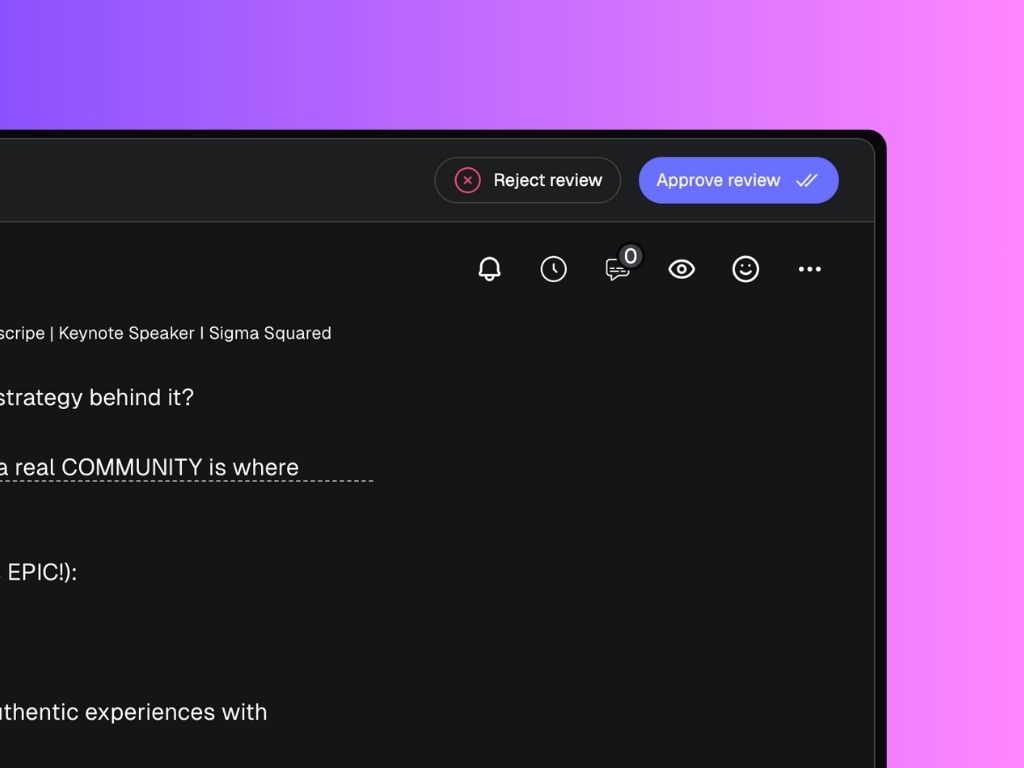 Reject review
Approve review
0
scripe | Keynote Speaker I Sigma Squared
strategy behind it?
a real COMMUNITY is where
EPIC!):
uthentic experiences with